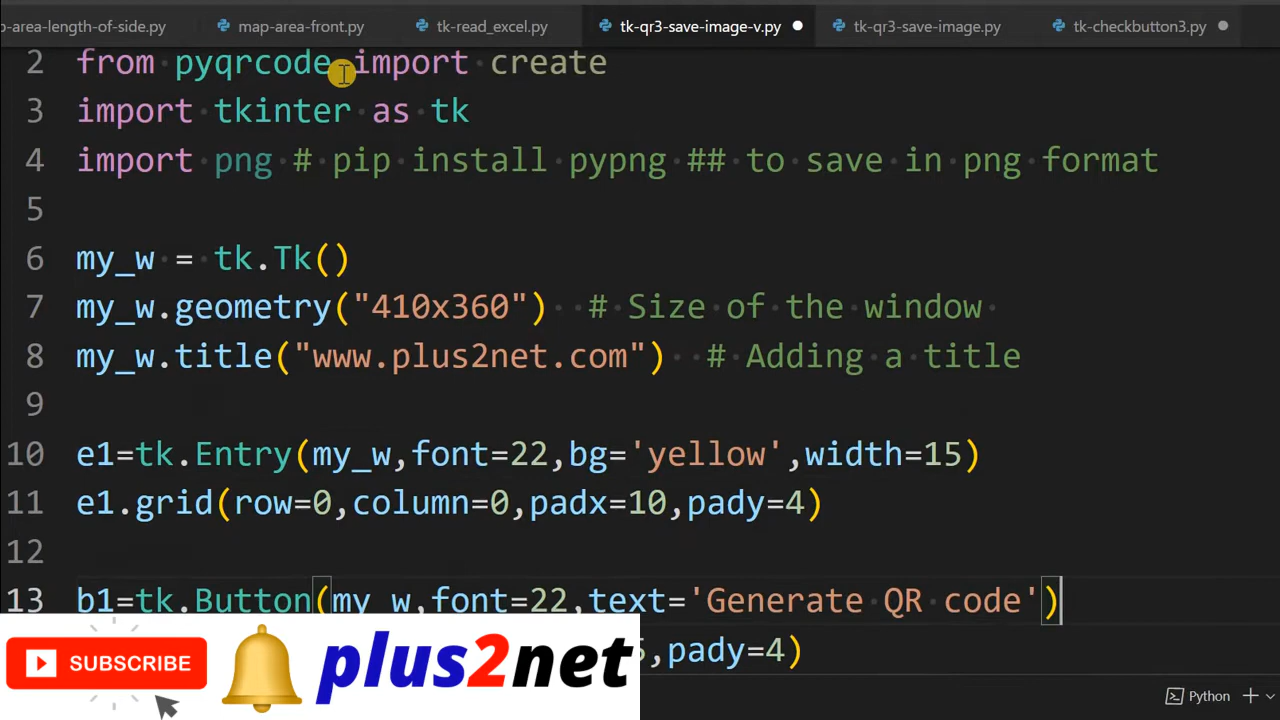 p-area-length-of-side.py map-area-front.py tk-read_excel.py tk-qr3-save-image-v.py tk-qr3-save-image.py tk-checkbutton3.py
2 from pyqrcode import create
3 import tkinter as tk
4 import png # pip install pypng ## to save in png format
5
6 my_w = tk.Tk()
7 my_w.geometry("410x360")  # Size of the window
8 my_w.title("www.plus2net.com")  # Adding a title
9
10 e1=tk.Entry(my_w,font=22,bg='yellow',width=15)
11 e1.grid(row=0,column=0,padx=10,pady=4)
12
13 b1=tk.Button(my_w,font=22,text='Generate QR code')
,pady=4)
SUBSCRIBE plus2net
Python